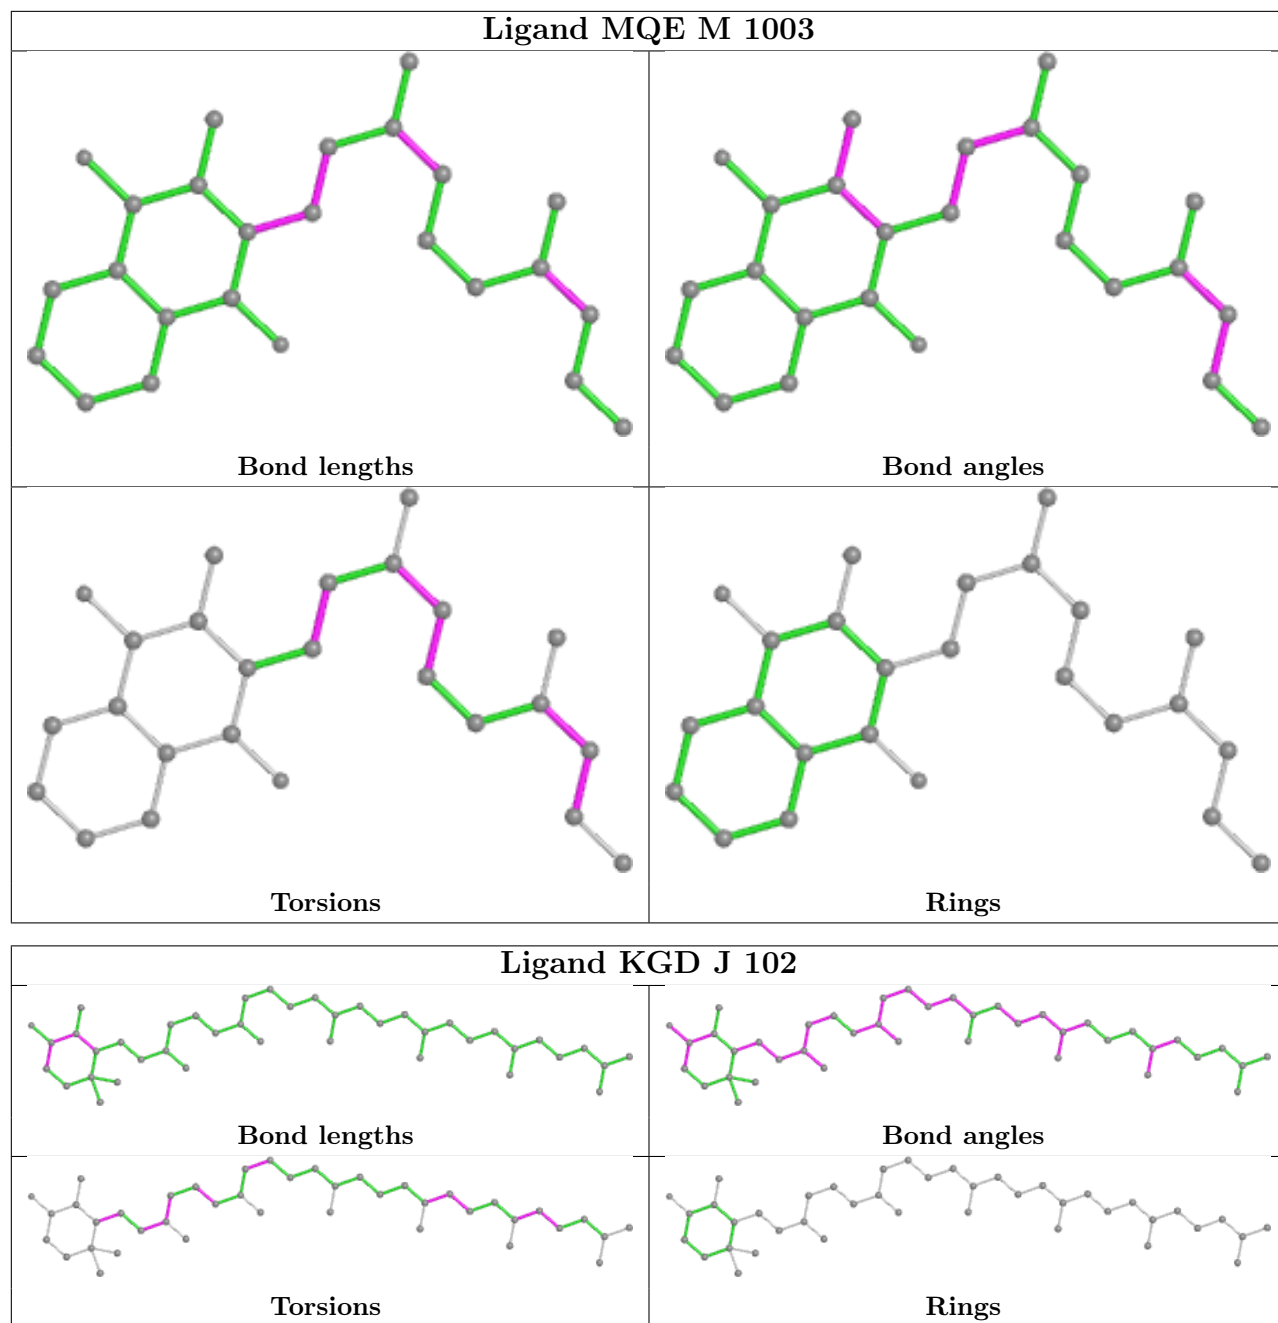 Ligand MQE M 1003
Bond lengths
Bond angles
Torsions
Rings
Ligand KGD J 102
Bond lengths
Bond angles
Torsions
Rings